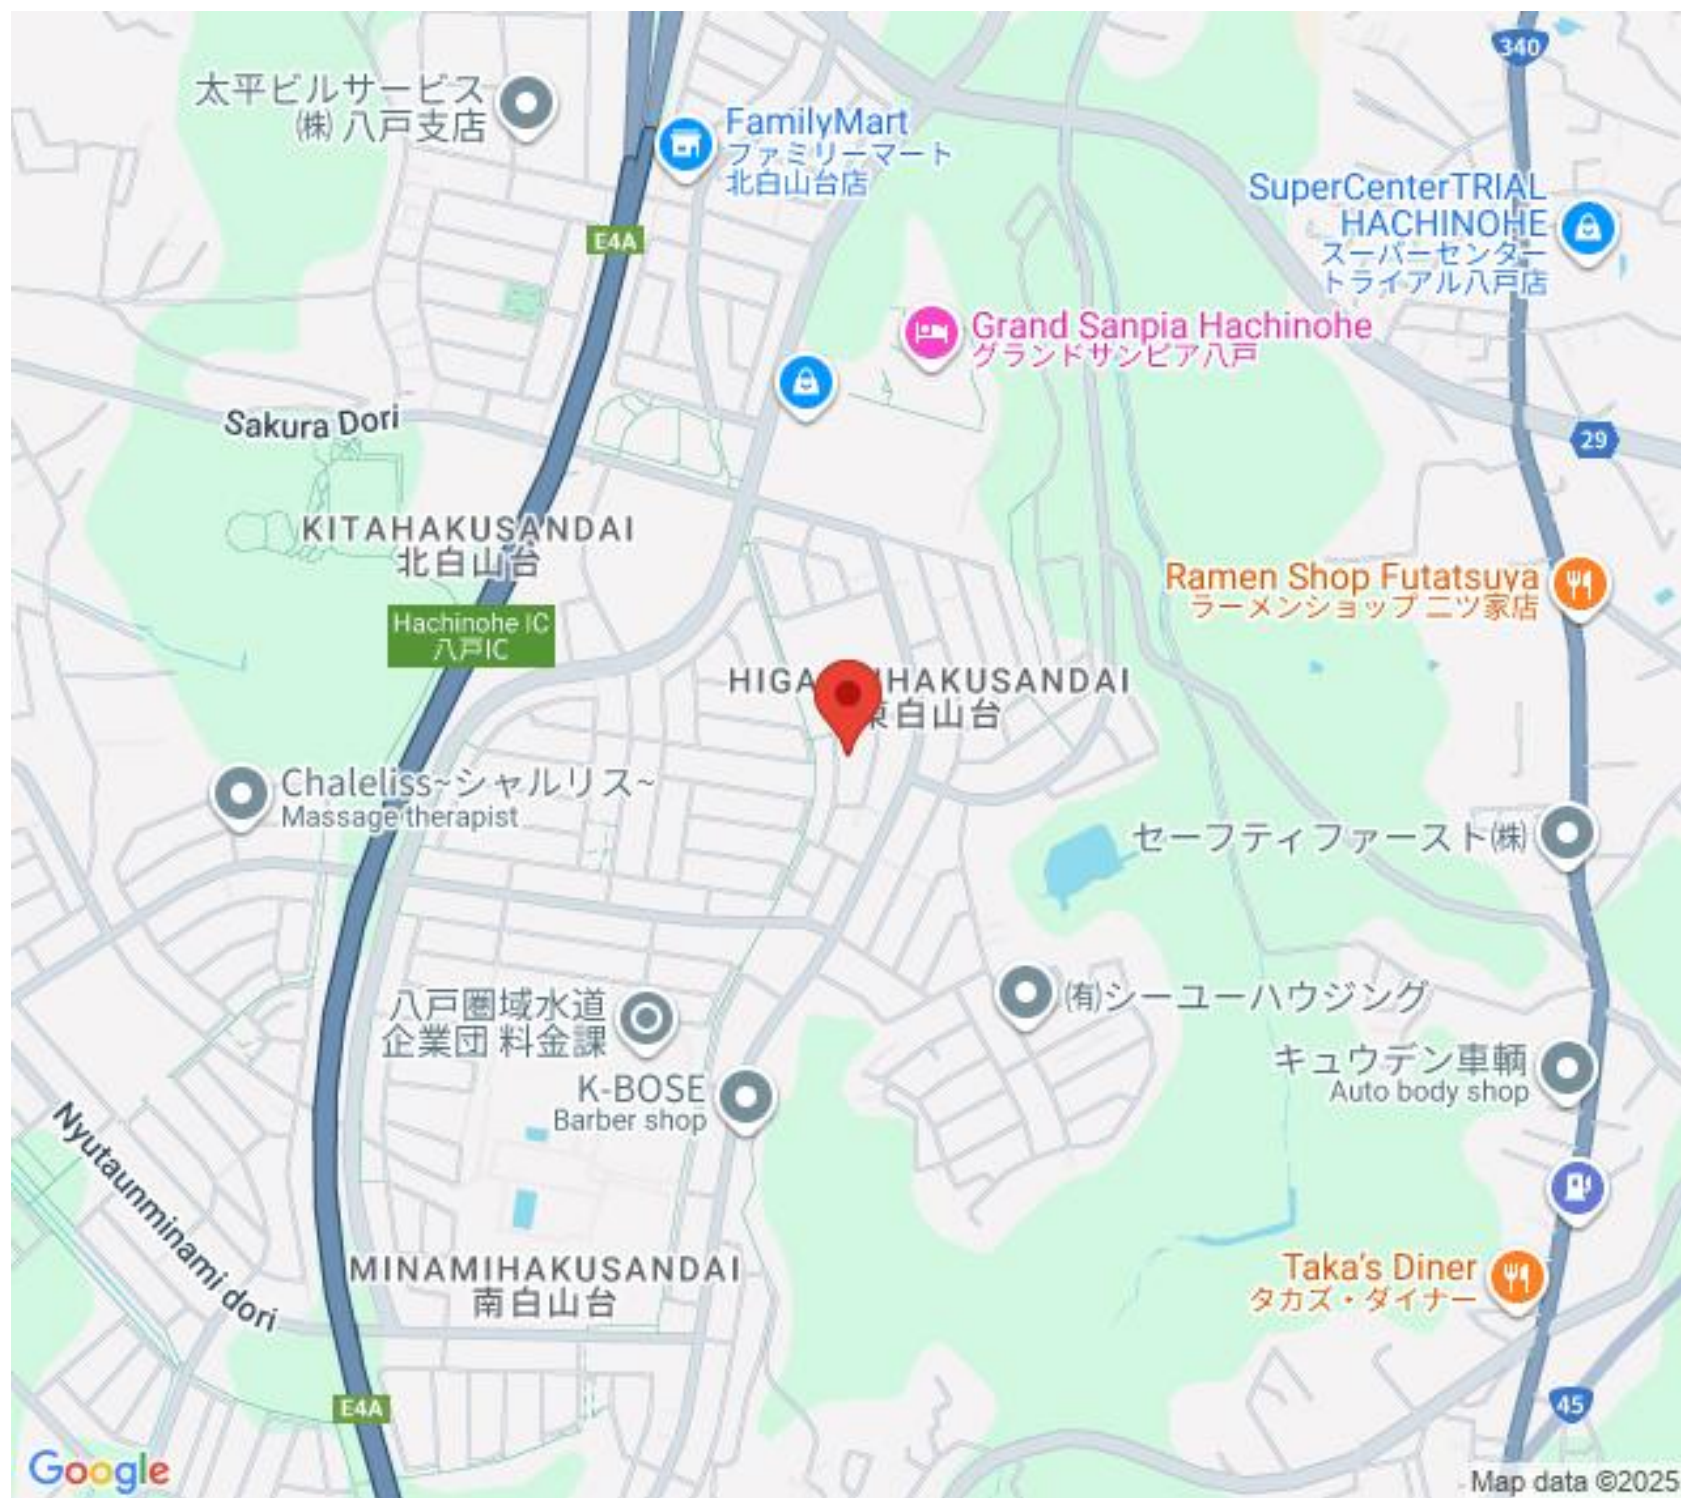 340
太平ビルサービス
㈱ 八戸支店
FamilyMart
ファミリーマート
北白山台店
SuperCenterTRIAL
HACHINOHE
スーパーセンター
トライアル八戸店
E4A
Grand Sanpia Hachinohe
グランドサンピア八戸
Sakura Dori
29
KITAHAKUSANDAI
北白山台
Ramen Shop Futatsuya
ラーメンショップ 二ツ家店
Hachinohe IC
八戸IC
HIGA
HAKUSANDAI
白山台
Chaleliss~シャルリス~
Massage therapist
セーフティファースト㈱
八戸圏域水道
企業団 料金課
㈲シーユーハウジング
キュウデン車輌
Auto body shop
K-BOSE
Barber shop
Nyutaunminami dori
MINAMIHAKUSANDAI
南白山台
Taka's Diner
タカズ・ダイナー
E4A
45
Google
Map data ©2025